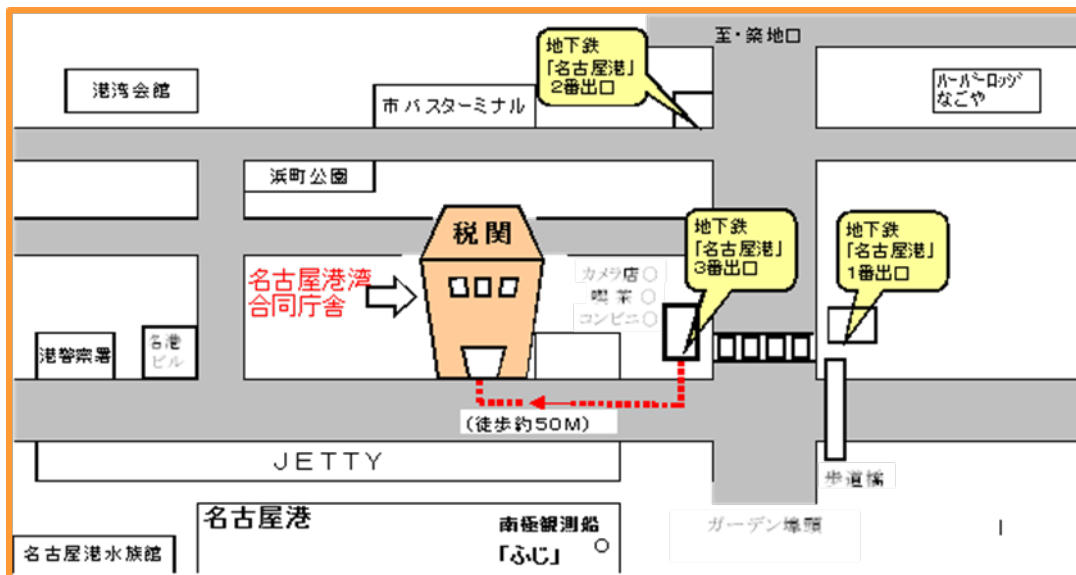 至・築地口
地下鉄
「名古屋港」
2番出口
港湾会館
市バスターミナル
ハーバーロッジ
なごや
浜町公園
税関
地下鉄
「名古屋港」
3番出口
地下鉄
「名古屋港」
1番出口
名古屋港湾
合同庁舎
カメラ店○
喫茶○
コンビニ○
港警察署
名港
ビル
(徒歩約50M)
JETTY
歩道橋
名古屋港
南極観測船
「ふじ」○
ガーデン埠頭
名古屋港水族館